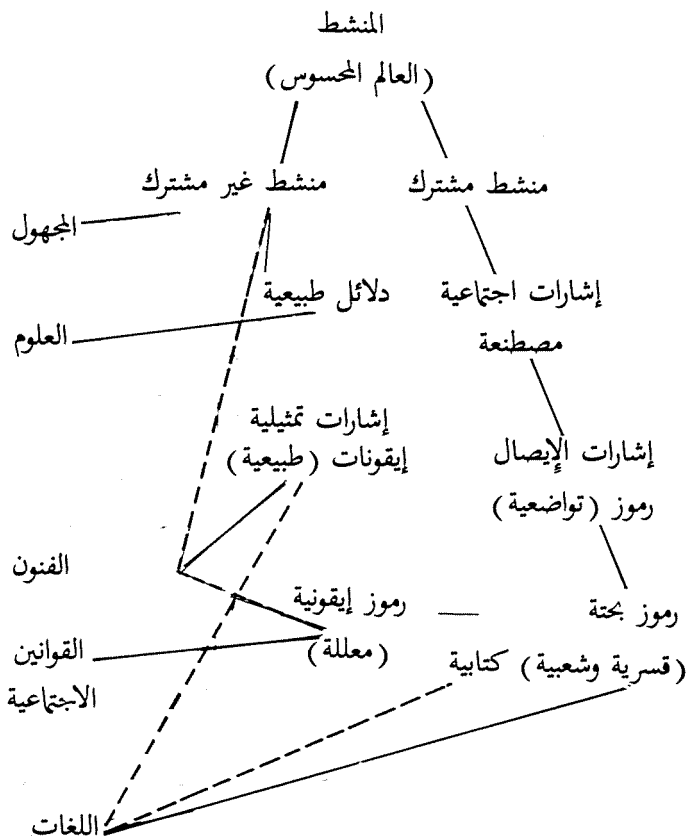 المنشط
(العالم المحسوس)
منشط مشترك
منشط غير مشترك
المجهول
إشارات اجتماعية
مصطنعة
دلائل طبيعية
العلوم
إشارات تمثيلية
إيقونات (طبيعية)
إشارات الإيصال
رموز (تواضعية)
الفنون
رموز بحتة
(قسرية وشعبية) كتابية
رموز إيقونية
(معللة)
القوانين
الاجتماعية
اللغات